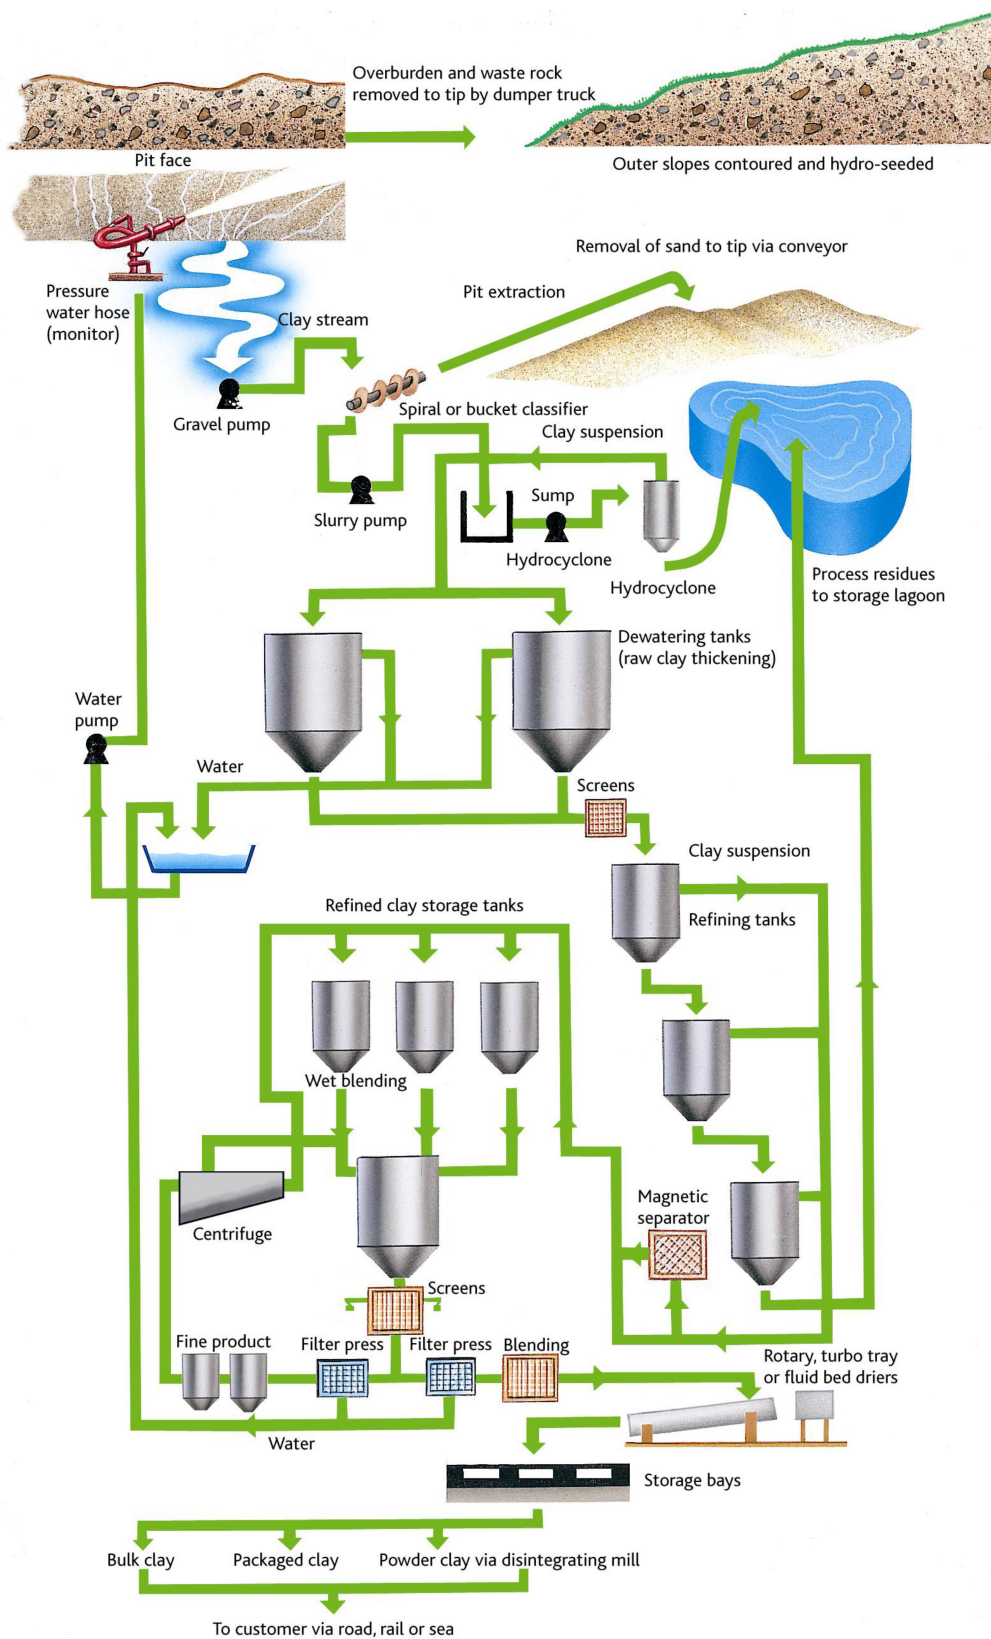 Overburden and waste rock
removed to tip by dumper truck
Pit face
Outer slopes contoured and hydro-seeded
Removal of sand to tip via conveyor
Pit extraction
Pressure
water hose
(monitor)
Clay stream
Gravel pump
Spiral or bucket classifier
Clay suspension
Sump
Slurry pump
Hydrocyclone
Hydrocyclone
Process residues
to storage lagoon
Dewatering tanks
(raw clay thickening)
Water
pump
Water
Screens
Clay suspension
Refined clay storage tanks
Refining tanks
Wet blending
Magnetic
separator
Centrifuge
Screens
Fine product
Filter press
Filter press
Blending
Rotary, turbo tray
or fluid bed driers
Water
Storage bays
Bulk clay
Packaged clay
Powder clay via disintegrating mill
To customer via road, rail or sea